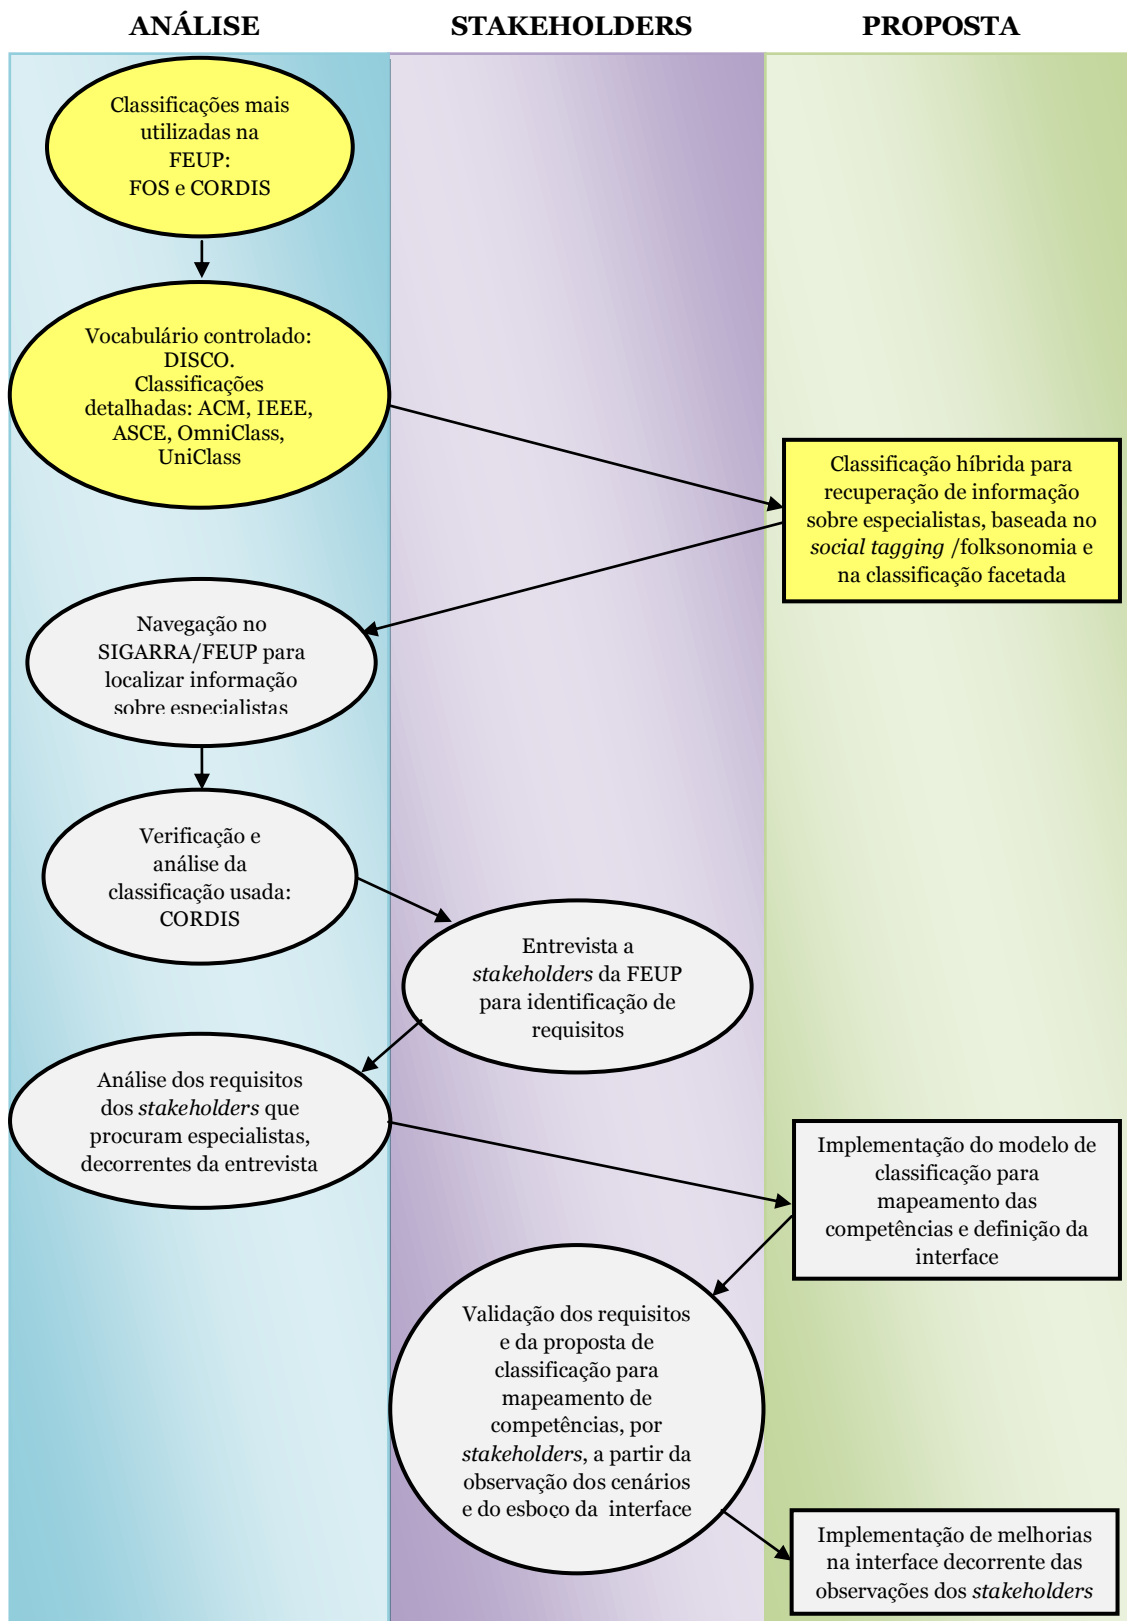 ANÁLISE
STAKEHOLDERS
PROPOSTA
Classificações mais
utilizadas na
FEUP:
FOS e CORDIS
Vocabulário controlado:
DISCO.
Classificações
detalhadas: ACM, IEEE,
ASCE, OmniClass,
UniClass
Classificação híbrida para
recuperação de informação
sobre especialistas, baseada no
social tagging /folksonomia e
na classificação facetada
Navegação no
SIGARRA/FEUP para
localizar informação
sobre especialistas
Verificação e
análise da
classificação usada:
CORDIS
Entrevista a
stakeholders da FEUP
para identificação de
requisitos
Análise dos requisitos
dos stakeholders que
procuram especialistas,
decorrentes da entrevista
Implementação do modelo de
classificação para
mapeamento das
competências e definição da
interface
Validação dos requisitos
e da proposta de
classificação para
mapeamento de
competências, por
stakeholders, a partir da
observação dos cenários
e do esboço da interface
Implementação de melhorias
na interface decorrente das
observações dos stakeholders